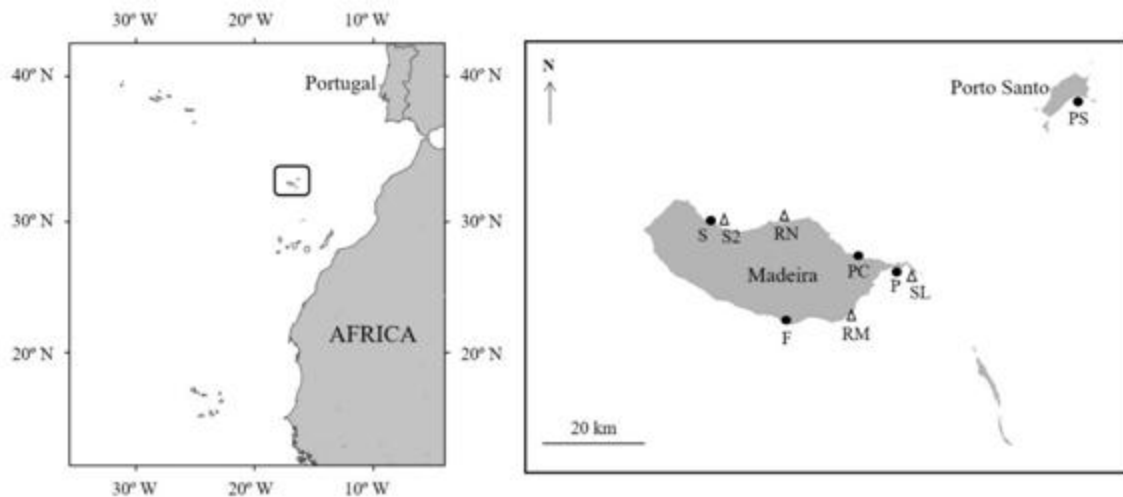 30° W 20° W 10° W
40° N 40° N
Portugal
30° N 30° N
AFRICA
20° N 20° N
30° W 20° W 10° W
N
Porto Santo
PS
S S2 RN
PC
Madeira
P
SL
F RM
20 km